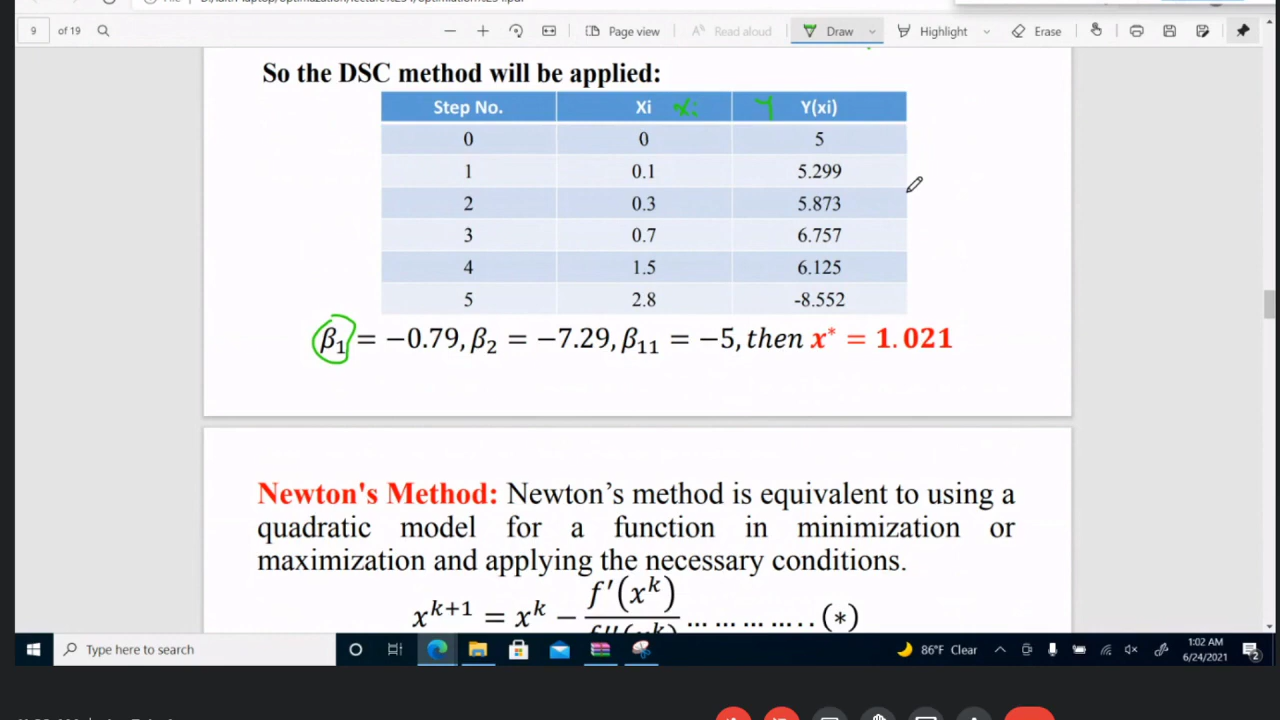 9 of 19 Page view Read aloud Draw Highlight Erase
So the DSC method will be applied:
Step No. Xi Y(xi)
0 0 5
1 0.1 5.299
2 0.3 5.873
3 0.7 6.757
4 1.5 6.125
5 2.8 -8.552
β₁ = −0.79, β₂ = −7.29, β₁₁ = −5, then x* = 1.021
Newton's Method: Newton's method is equivalent to using a
quadratic model for a function in minimization or
maximization and applying the necessary conditions.
x^{k+1} = x^k − f′(x^k) / f′′(x^k) … … … … . . (∗)
Type here to search 86°F Clear 1:02 AM
6/24/2021 2